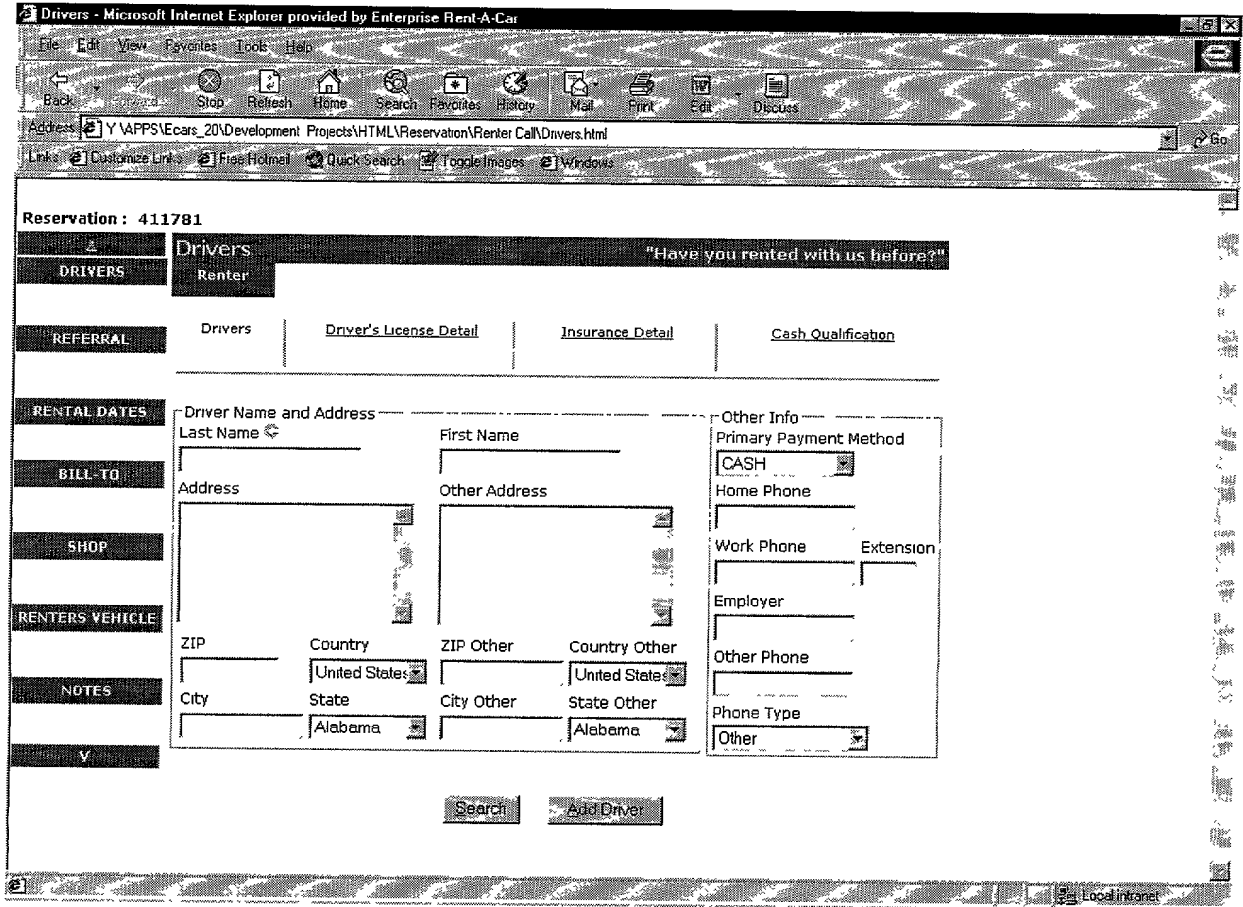 Drivers - Microsoft Internet Explorer provided by Enterprise Rent-A-Car
File Edit View Favorites Tools Help
Back Forward Stop Refresh Home Search Favorites History Mail Print Edit Discuss
Address Y:\APPS\Ecars_20\Development Projects\HTML\Reservation\Renter Call\Drivers.html Go
Links Customize Links Free Hotmail Quick Search Toggle Images Windows
Reservation : 411781
Drivers "Have you rented with us before?"
DRIVERS Renter
REFERRAL Drivers Driver's License Detail Insurance Detail Cash Qualification
RENTAL DATES Driver Name and Address Other Info
Last Name First Name Primary Payment Method
CASH
BILL-TO
Address Other Address Home Phone
SHOP Work Phone Extension
RENTERS VEHICLE Employer
ZIP Country ZIP Other Country Other Other Phone
United States United States
NOTES
City State City Other State Other Phone Type
Alabama Alabama Other
V
Search Add Driver
Local intranet